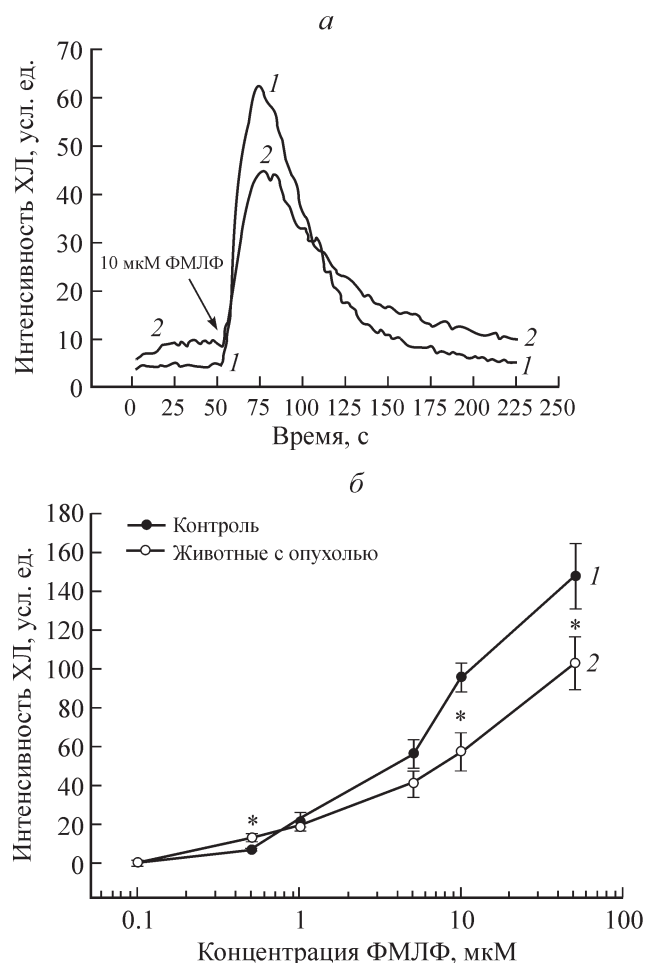 а
Интенсивность ХЛ, усл. ед.
70
60
50
40
30
20
10
0
1
2
10 мкМ ФМЛФ
2
1
2
1
0 25 50 75 100 125 150 175 200 225 250
Время, с
б
Интенсивность ХЛ, усл. ед.
180
160
140
120
100
80
60
40
20
0
Контроль
Животные с опухолью
1
*
2
*
*
0.1 1 10 100
Концентрация ФМЛФ, мкМ